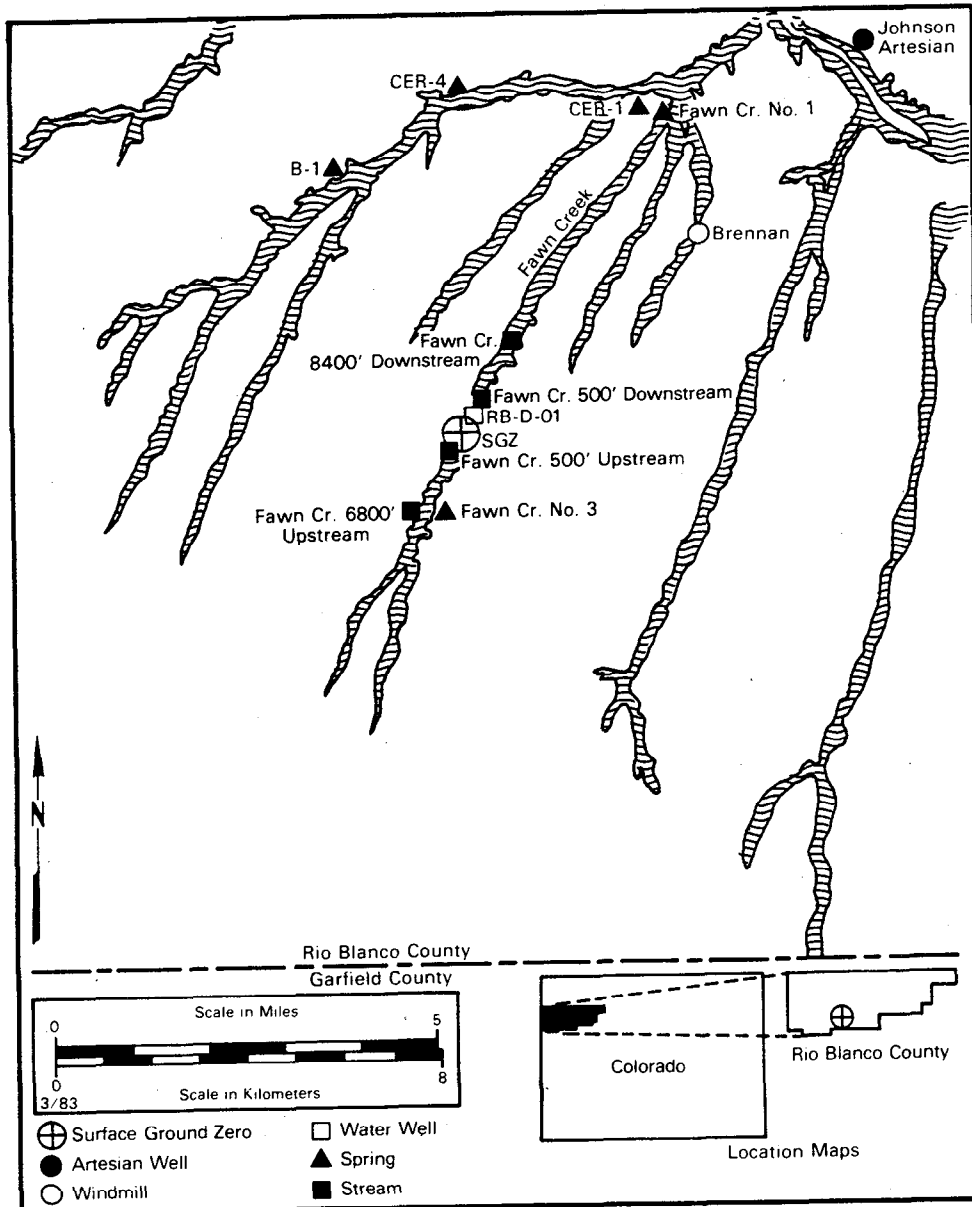 Johnson
Artesian
CER-4
CER-1
Fawn Cr. No. 1
B-1
Fawn Creek
Brennan
Fawn Cr.
8400' Downstream
Fawn Cr. 500' Downstream
RB-D-01
SGZ
Fawn Cr. 500' Upstream
Fawn Cr. 6800'
Upstream
Fawn Cr. No. 3
N
Rio Blanco County
Garfield County
Scale in Miles
0
5
0
8
Scale in Kilometers
3/83
Colorado
Rio Blanco County
Location Maps
Surface Ground Zero
Artesian Well
Windmill
Water Well
Spring
Stream